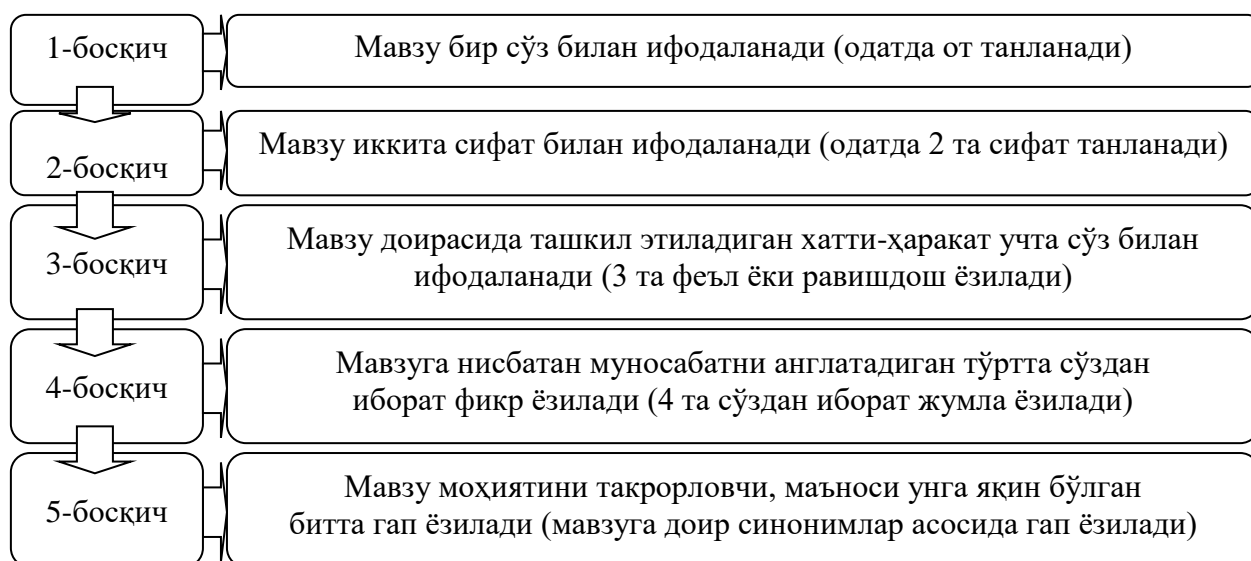 1-босқич
Мавзу бир сўз билан ифодаланади (одатда от танланади)
2-босқич
Мавзу иккита сифат билан ифодаланади (одатда 2 та сифат танланади)
3-босқич
Мавзу доирасида ташкил этиладиган хатти-ҳаракат учта сўз билан
ифодаланади (3 та феъл ёки равишдош ёзилади)
4-босқич
Мавзуга нисбатан муносабатни англатадиган тўртта сўздан
иборат фикр ёзилади (4 та сўздан иборат жумла ёзилади)
5-босқич
Мавзу моҳиятини такрорловчи, маъноси унга яқин бўлган
битта гап ёзилади (мавзуга доир синонимлар асосида гап ёзилади)